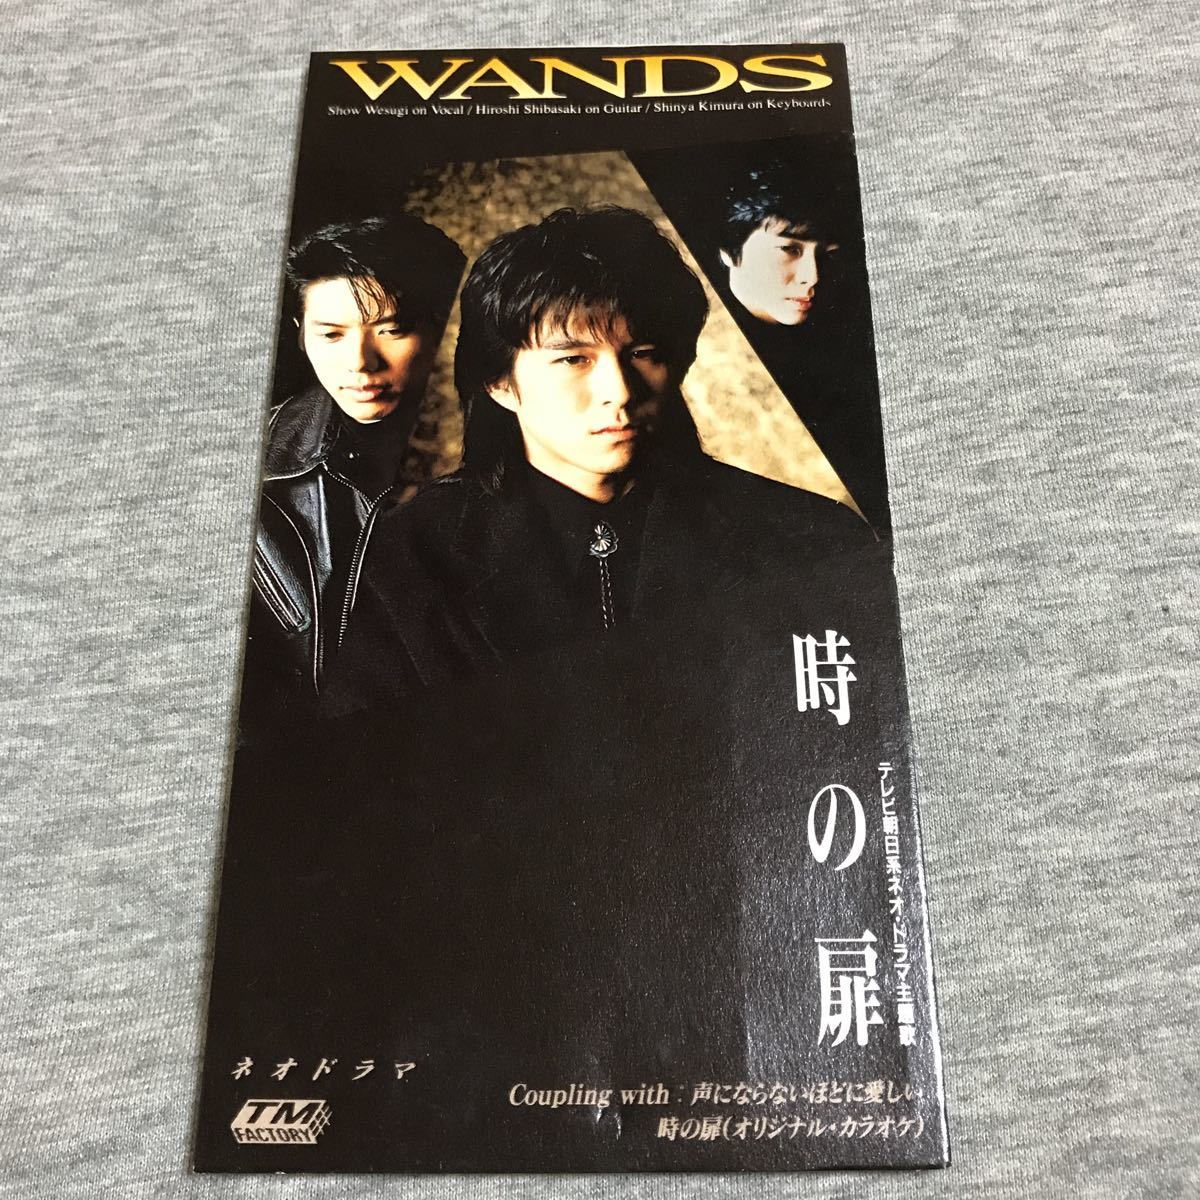 WANDS
Show Wesugi on Vocal / Hiroshi Shibasaki on Guitar / Shinya Kimura on Keyboards
時の扉
テレビ朝日系ネオ・ドラマ主題歌
ネオドラマ
TM
FACTORY
Coupling with : 声にならないほどに愛しい
時の扉(オリジナル・カラオケ)